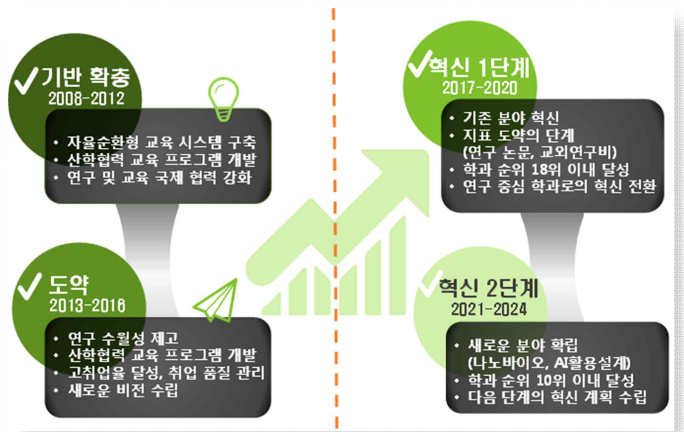 기반 확충
2008-2012
• 자율순환형 교육 시스템 구축
• 산학협력 교육 프로그램 개발
• 연구 및 교육 국제 협력 강화
도약
2013-2016
• 연구 수월성 제고
• 산학협력 교육 프로그램 개발
• 고취업율 달성, 취업 품질 관리
• 새로운 비전 수립
혁신 1단계
2017-2020
• 기존 분야 혁신
• 지표 도약의 단계
(연구 논문, 교외연구비)
• 학과 순위 18위 이내 달성
• 연구 중심 학과로의 혁신 전환
혁신 2단계
2021-2024
• 새로운 분야 확립
(나노바이오, AI활용설계)
• 학과 순위 10위 이내 달성
• 다음 단계의 혁신 계획 수립